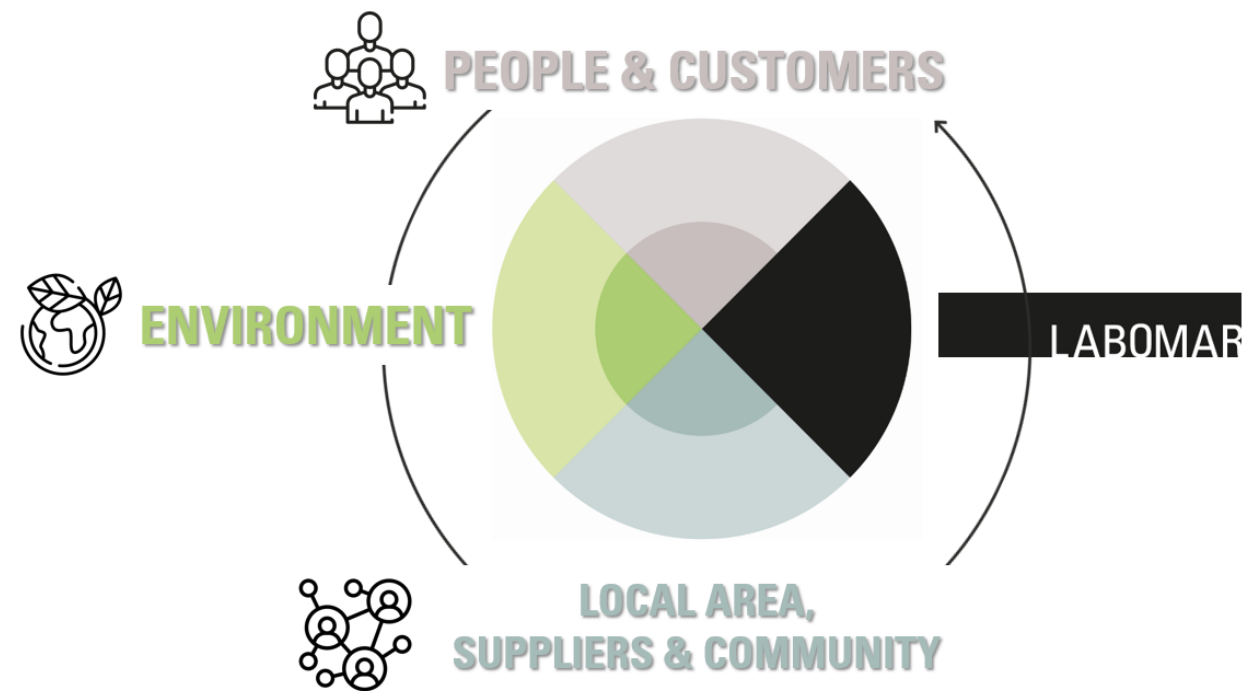 PEOPLE & CUSTOMERS
ENVIRONMENT
LABOMAR
LOCAL AREA,
SUPPLIERS & COMMUNITY